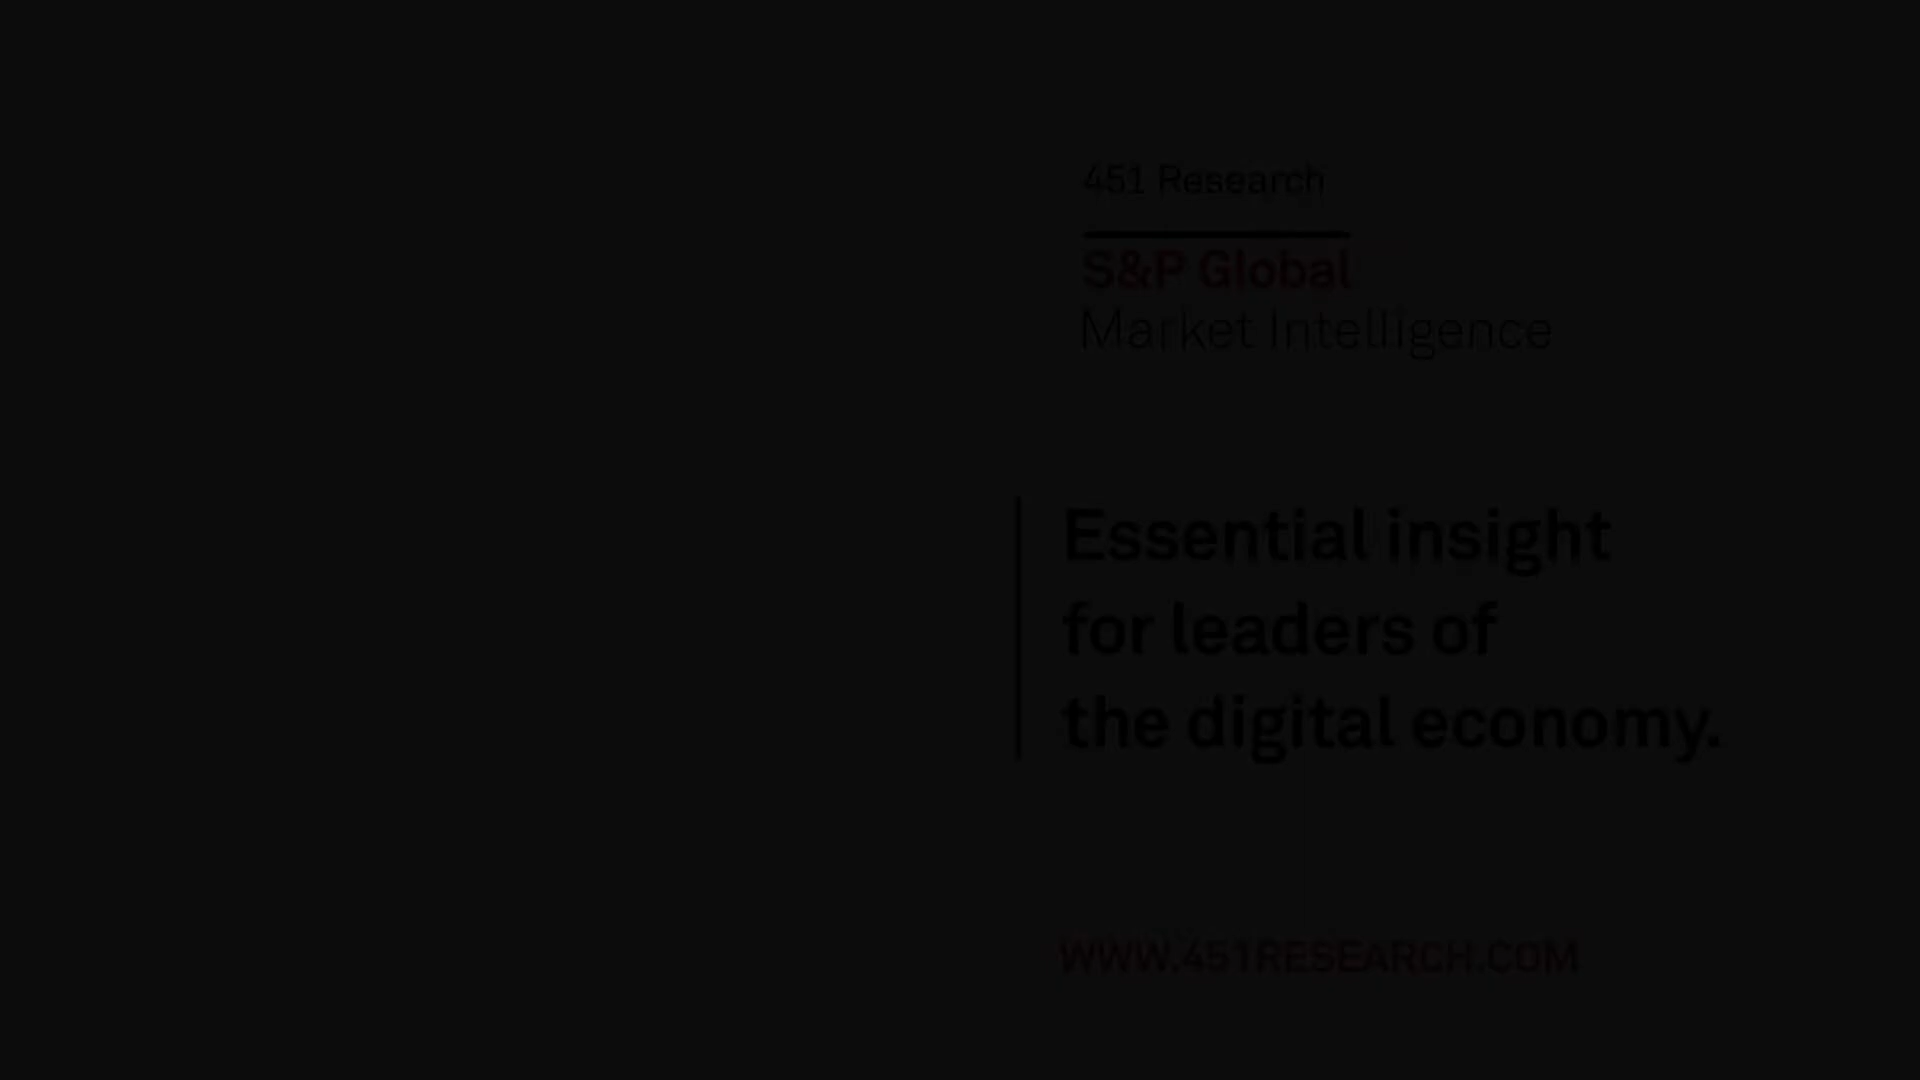 451 Research
S&P Global
Market Intelligence
Essential insight
for leaders of
the digital economy.
WWW.451RESEARCH.COM